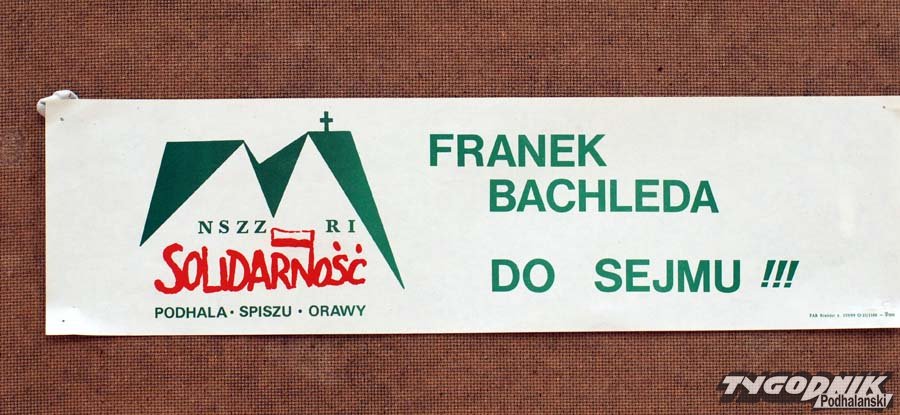 NSZZ RI
SOLIDARNOŚĆ
PODHALA · SPISZU · ORAWY
FRANEK
BACHLEDA
DO SEJMU !!!
TYGODNIK
Podhalański